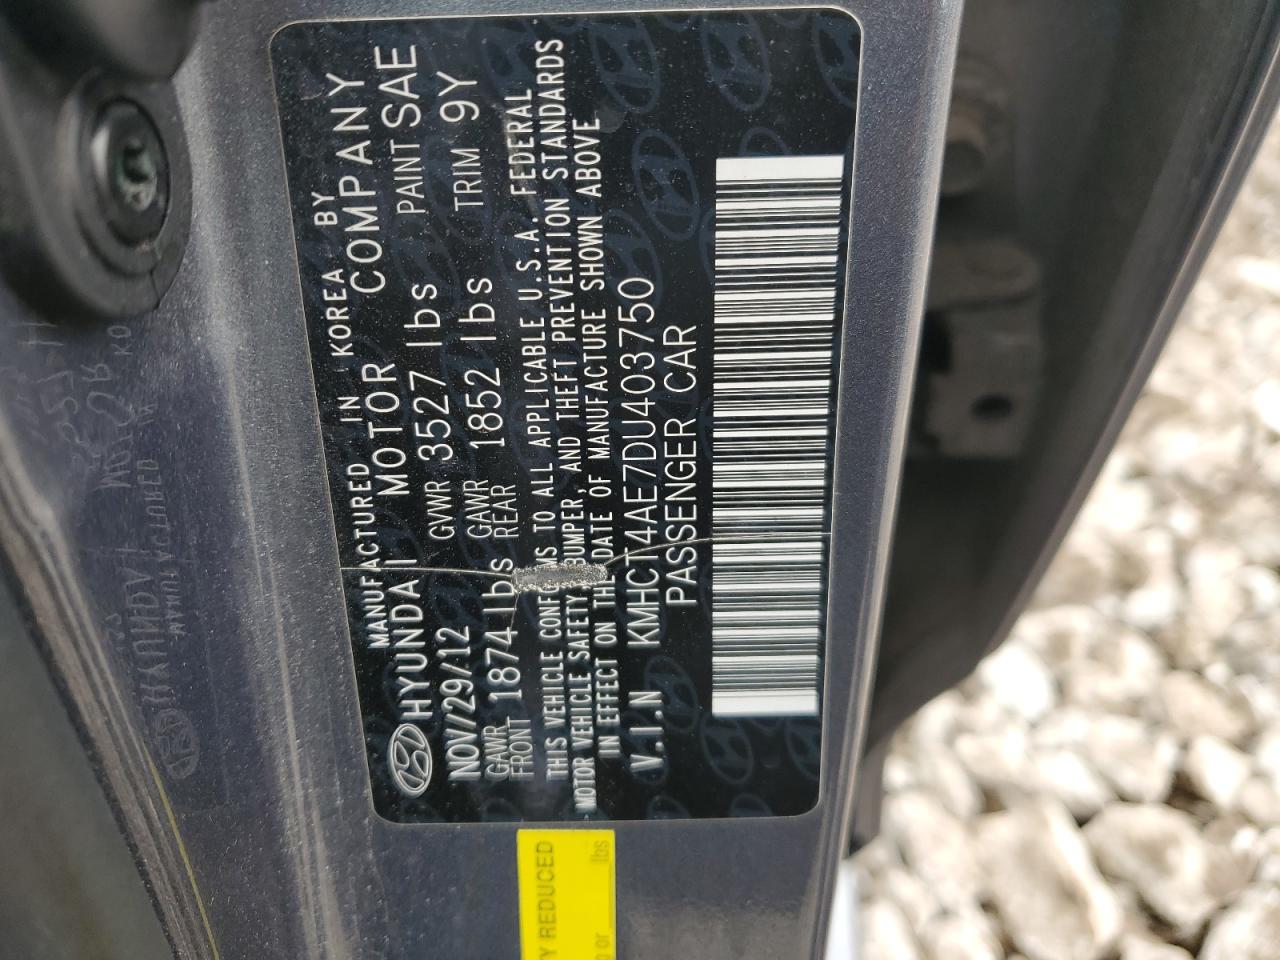 MANUFACTURED IN KOREA BY
HYUNDAI MOTOR COMPANY
NOV/29/12 GVWR 3527 lbs PAINT SAE
GAWR FRONT 1874 lbs GAWR REAR 1852 lbs TRIM 9Y
THIS VEHICLE CONFORMS TO ALL APPLICABLE U.S.A. FEDERAL
MOTOR VEHICLE SAFETY, BUMPER, AND THEFT PREVENTION STANDARDS
IN EFFECT ON THE DATE OF MANUFACTURE SHOWN ABOVE
V.I.N KMHCT4AE7DU403750
PASSENGER CAR
Y REDUCED
g or lbs